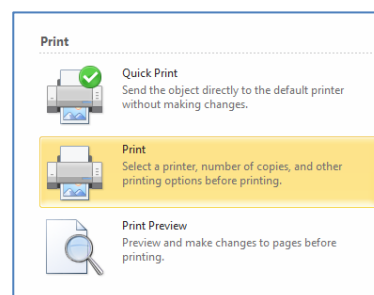 Print
Quick Print
Send the object directly to the default printer
without making changes.
Print
Select a printer, number of copies, and other
printing options before printing.
Print Preview
Preview and make changes to pages before
printing.